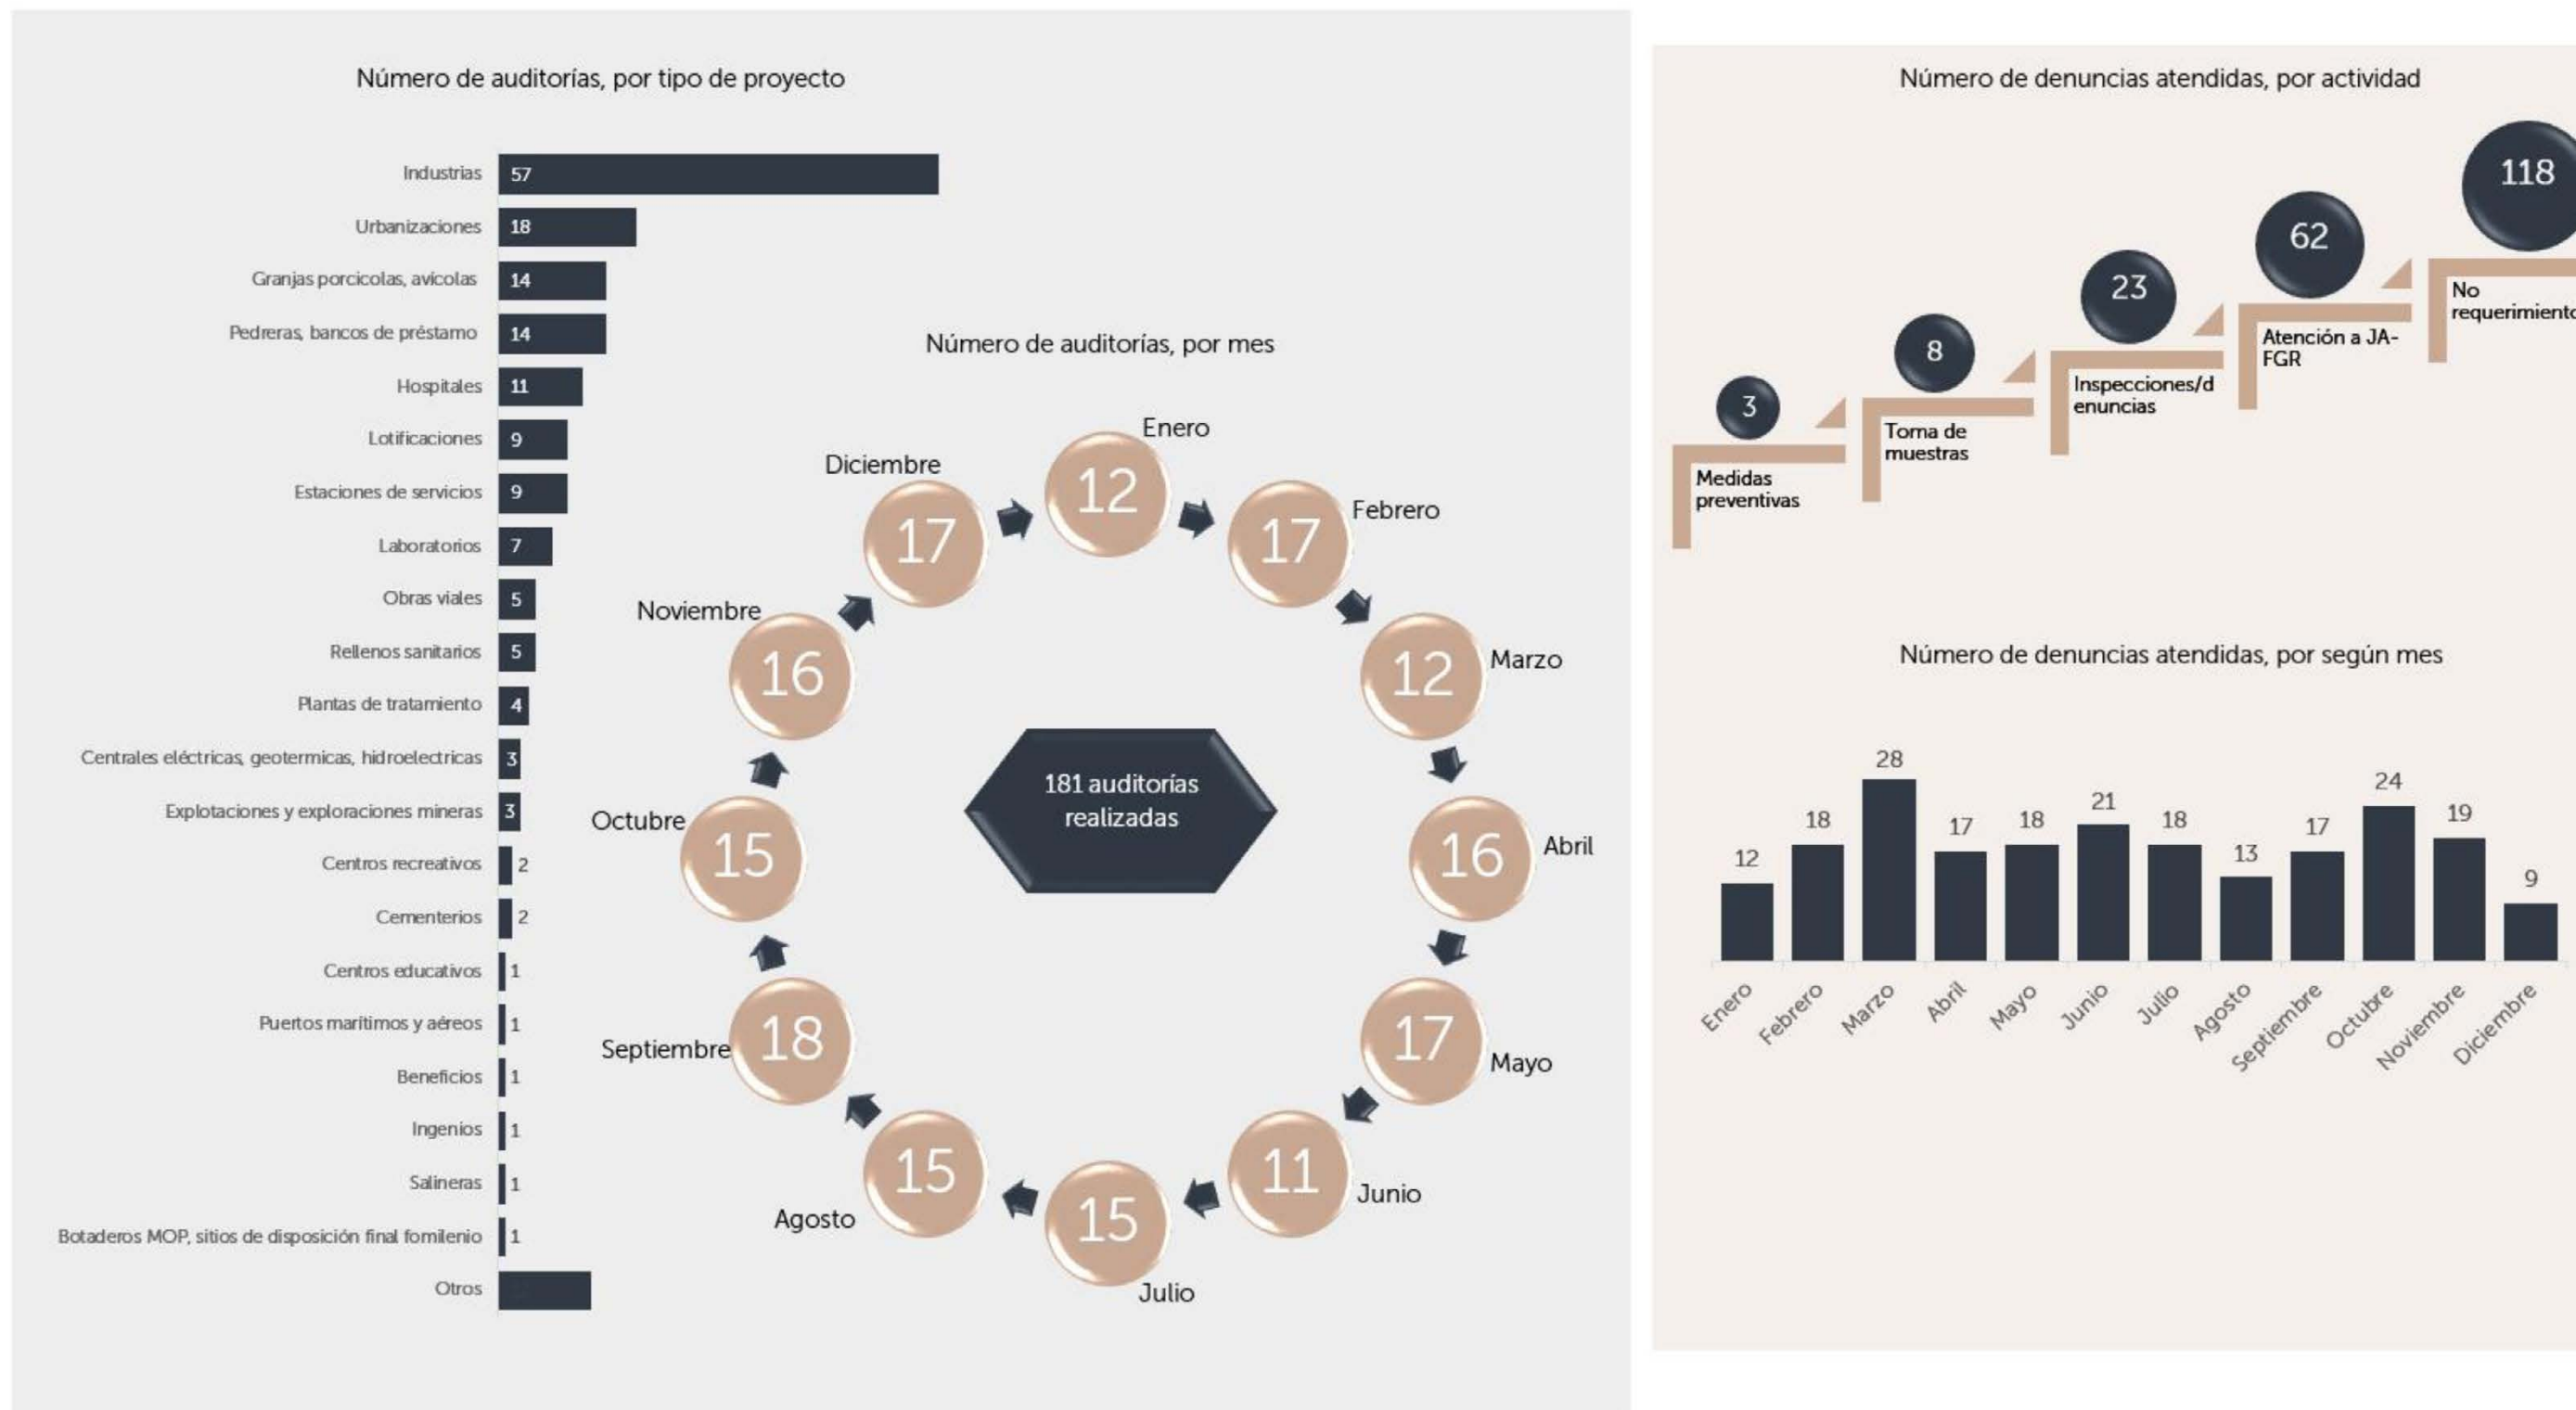 Número de auditorías, por tipo de proyecto
Industrias 57
Urbanizaciones 18
Granjas porcicolas, avícolas 14
Pedreras, bancos de préstamo 14
Hospitales 11
Lotificaciones 9
Estaciones de servicios 9
Laboratorios 7
Obras viales 5
Rellenos sanitarios 5
Plantas de tratamiento 4
Centrales eléctricas, geotermicas, hidroelectricas 3
Explotaciones y exploraciones mineras 3
Centros recreativos 2
Cementerios 2
Centros educativos 1
Puertos marítimos y aéreos 1
Beneficios 1
Ingenios 1
Salineras 1
Botaderos MOP, sitios de disposición final fomilenio 1
Otros
Número de auditorías, por mes
Enero
12
Febrero
17
Marzo
12
Abril
16
Mayo
17
Junio
11
Julio
15
Agosto
15
Septiembre
18
Octubre
15
Noviembre
16
Diciembre
17
181 auditorías
realizadas
Número de denuncias atendidas, por actividad
3
Medidas
preventivas
8
Toma de
muestras
23
Inspecciones/d
enuncias
62
Atención a JA-
FGR
118
No
requerimiento
Número de denuncias atendidas, por según mes
12 18 28 17 18 21 18 13 17 24 19 9
Enero Febrero Marzo Abril Mayo Junio Julio Agosto Septiembre Octubre Noviembre Diciembre